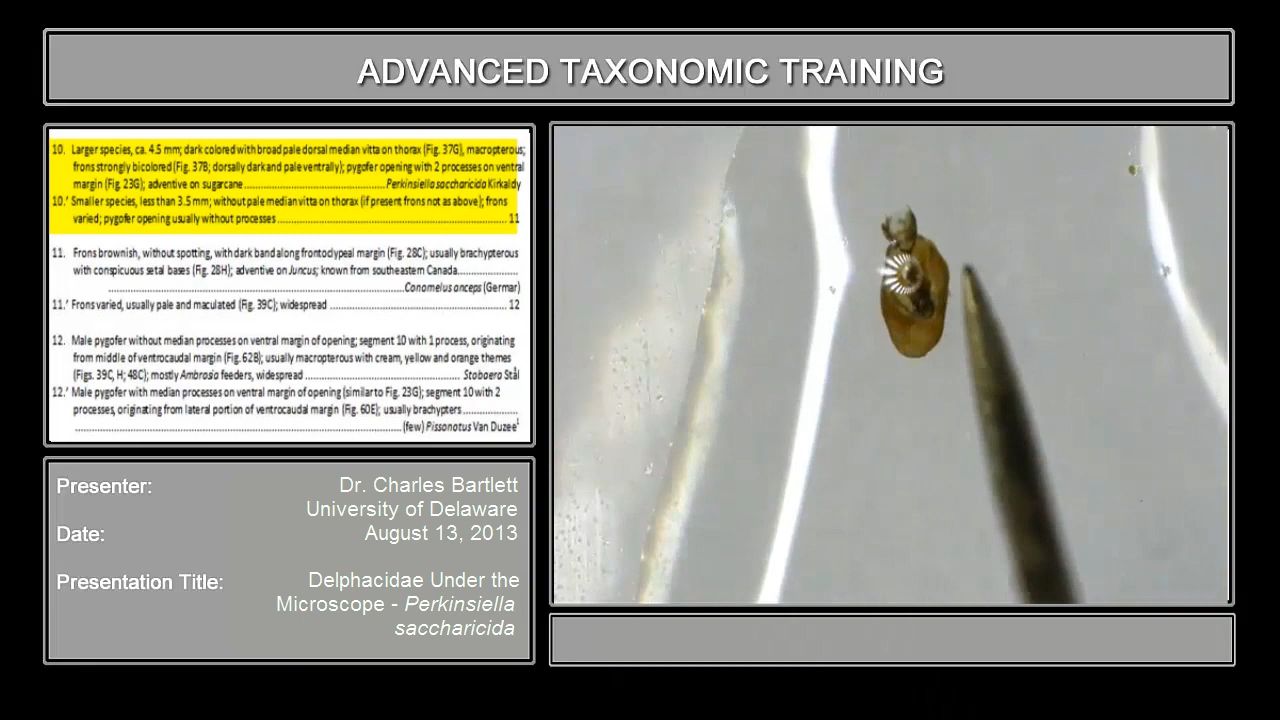 ADVANCED TAXONOMIC TRAINING
10. Larger species, ca. 4.5 mm; dark colored with broad pale dorsal median vitta on thorax (Fig. 37G), macropterous;
frons strongly bicolored (Fig. 37B; dorsally dark and pale ventrally); pygofer opening with 2 processes on ventral
margin (Fig. 23G); adventive on sugarcane ........................................ Perkinsiella saccharicida Kirkaldy
10.' Smaller species, less than 3.5 mm; without pale median vitta on thorax (if present frons not as above); frons
varied; pygofer opening usually without processes ................................................................ 11
11. Frons brownish, without spotting, with dark band along frontoclypeal margin (Fig. 28C); usually brachypterous
with conspicuous setal bases (Fig. 28H); adventive on Juncus; known from southeastern Canada..................
.................................................................................Conomelus anceps (Germar)
11.' Frons varied, usually pale and maculated (Fig. 39C); widespread ................................................. 12
12. Male pygofer without median processes on ventral margin of opening; segment 10 with 1 process, originating
from middle of ventrocaudal margin (Fig. 62B); usually macropterous with cream, yellow and orange themes
(Figs. 39C, H; 48C); mostly Ambrosia feeders, widespread ............................................. Stobaera Stål
12.' Male pygofer with median processes on ventral margin of opening (similar to Fig. 23G); segment 10 with 2
processes, originating from lateral portion of ventrocaudal margin (Fig. 60E); usually brachypters ................
.................................................................................(few) Pissonotus Van Duzee¹
Presenter: Dr. Charles Bartlett
University of Delaware
Date: August 13, 2013
Presentation Title: Delphacidae Under the
Microscope - Perkinsiella
saccharicida